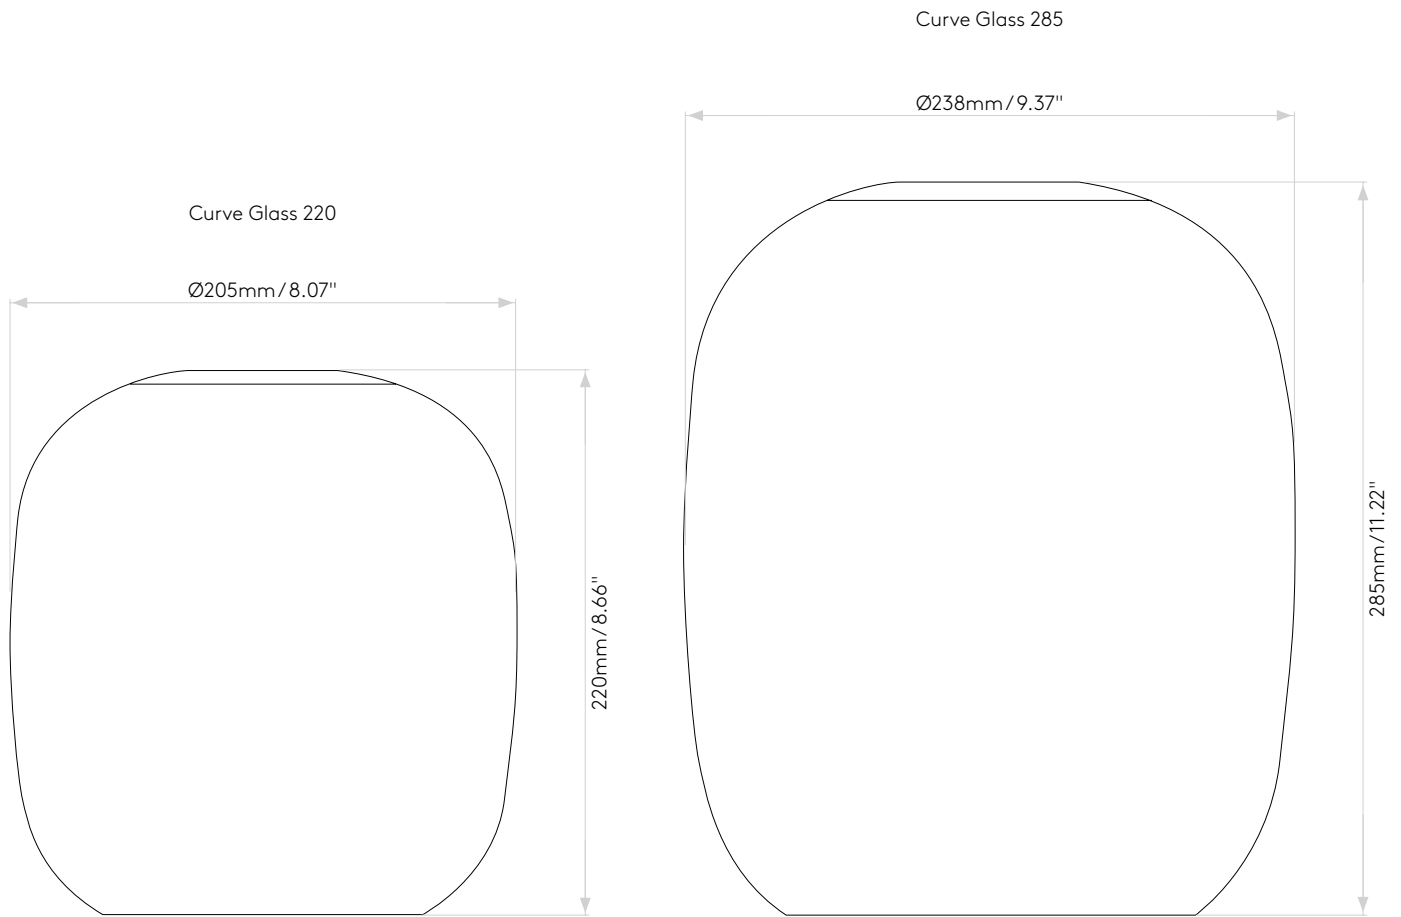 Curve Glass 285
Ø238mm/9.37"
Curve Glass 220
Ø205mm/8.07"
285mm/11.22"
220mm/8.66"